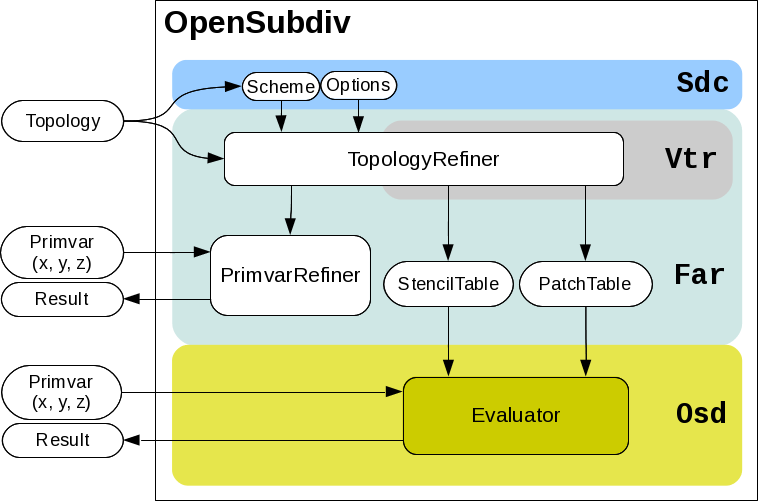 OpenSubdiv
Sdc
Scheme
Options
Topology
TopologyRefiner
Vtr
Primvar
(x, y, z)
Result
PrimvarRefiner
StencilTable
PatchTable
Far
Primvar
(x, y, z)
Result
Evaluator
Osd